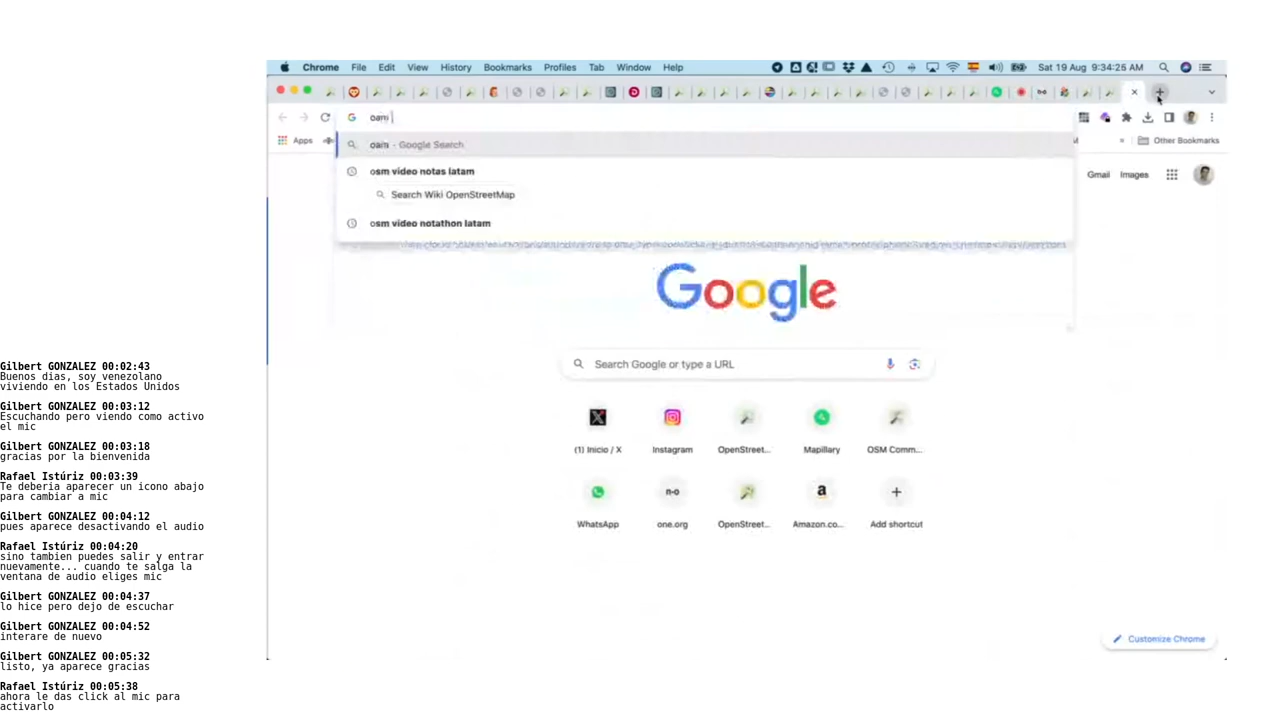 Chrome File Edit View History Bookmarks Profiles Tab Window Help Sat 19 Aug 9:34:25 AM
oam
Apps
Other Bookmarks
oam - Google Search
osm video notas latam
Search Wiki OpenStreetMap
osm video notathon latam
Gmail Images
Google
Search Google or type a URL
(1) Inicio / X Instagram OpenStreet... Mapillary OSM Comm...
n-o a
WhatsApp one.org OpenStreet... Amazon.co... Add shortcut
Customize Chrome
Gilbert GONZALEZ 00:02:43
Buenos dias, soy venezolano
viviendo en los Estados Unidos
Gilbert GONZALEZ 00:03:12
Escuchando pero viendo como activo
el mic
Gilbert GONZALEZ 00:03:18
gracias por la bienvenida
Rafael Istúriz 00:03:39
Te deberia aparecer un icono abajo
para cambiar a mic
Gilbert GONZALEZ 00:04:12
pues aparece desactivando el audio
Rafael Istúriz 00:04:20
sino tambien puedes salir y entrar
nuevamente... cuando te salga la
ventana de audio eliges mic
Gilbert GONZALEZ 00:04:37
lo hice pero dejo de escuchar
Gilbert GONZALEZ 00:04:52
interare de nuevo
Gilbert GONZALEZ 00:05:32
listo, ya aparece gracias
Rafael Istúriz 00:05:38
ahora le das click al mic para
activarlo